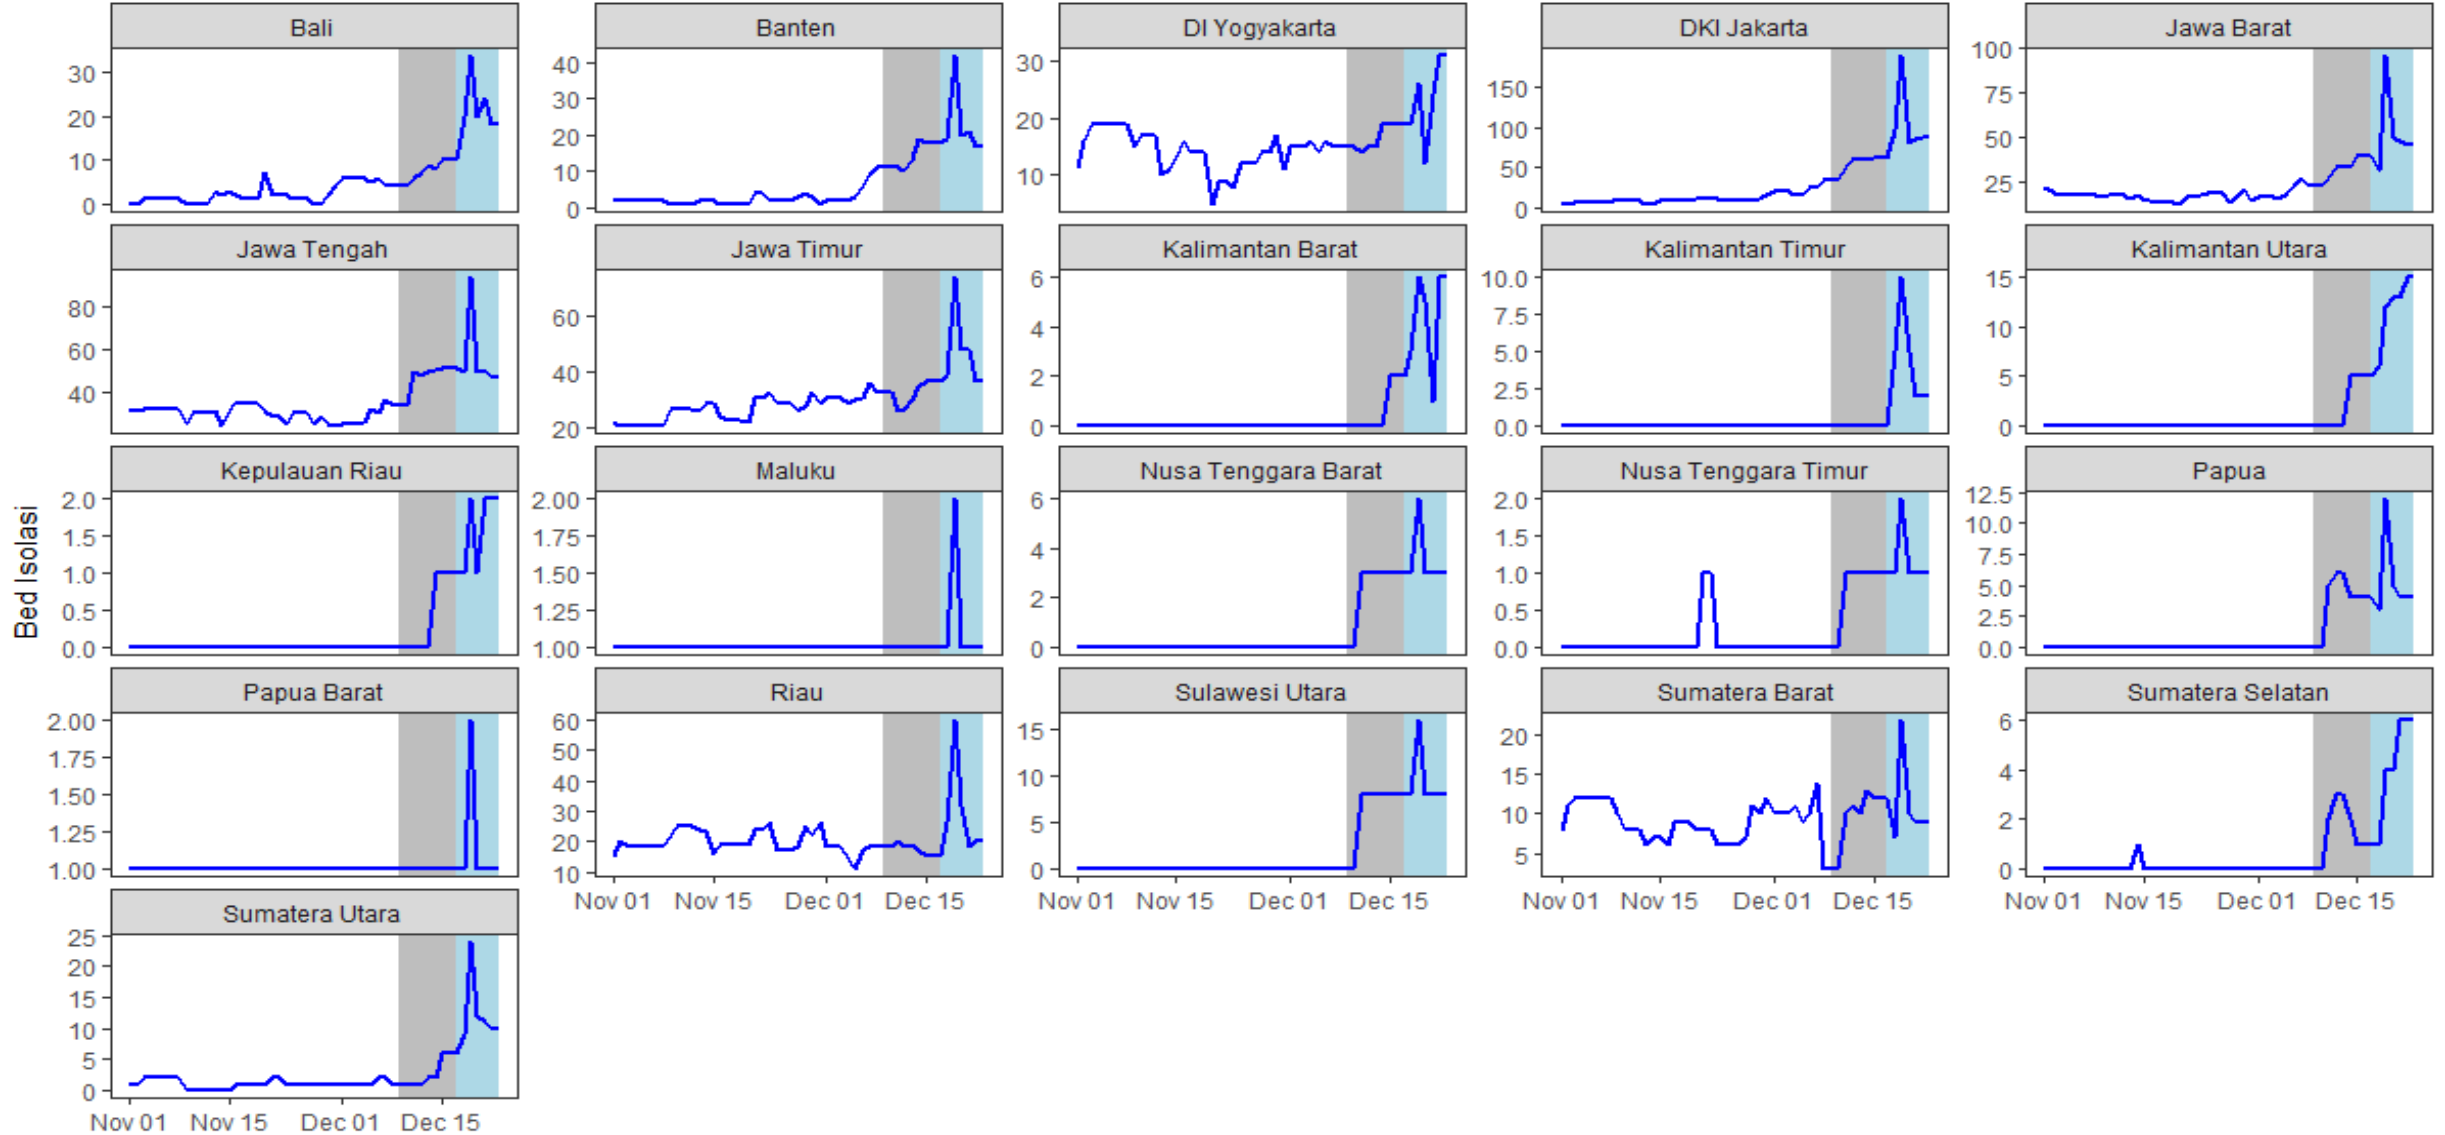 Bali Banten DI Yogyakarta DKI Jakarta Jawa Barat
30 20 10 0
40 30 20 10 0
30 20 10
150 100 50 0
100 75 50 25
Jawa Tengah Jawa Timur Kalimantan Barat Kalimantan Timur Kalimantan Utara
80 60 40
60 40 20
6 4 2 0
10.0 7.5 5.0 2.5 0.0
15 10 5 0
Bed Isolasi
Kepulauan Riau Maluku Nusa Tenggara Barat Nusa Tenggara Timur Papua
2.0 1.5 1.0 0.5 0.0
2.00 1.75 1.50 1.25 1.00
6 4 2 0
2.0 1.5 1.0 0.5 0.0
12.5 10.0 7.5 5.0 2.5 0.0
Papua Barat Riau Sulawesi Utara Sumatera Barat Sumatera Selatan
2.00 1.75 1.50 1.25 1.00
60 50 40 30 20 10
15 10 5 0
20 15 10 5
6 4 2 0
Nov 01 Nov 15 Dec 01 Dec 15
Nov 01 Nov 15 Dec 01 Dec 15
Nov 01 Nov 15 Dec 01 Dec 15
Nov 01 Nov 15 Dec 01 Dec 15
Sumatera Utara
25 20 15 10 5 0
Nov 01 Nov 15 Dec 01 Dec 15